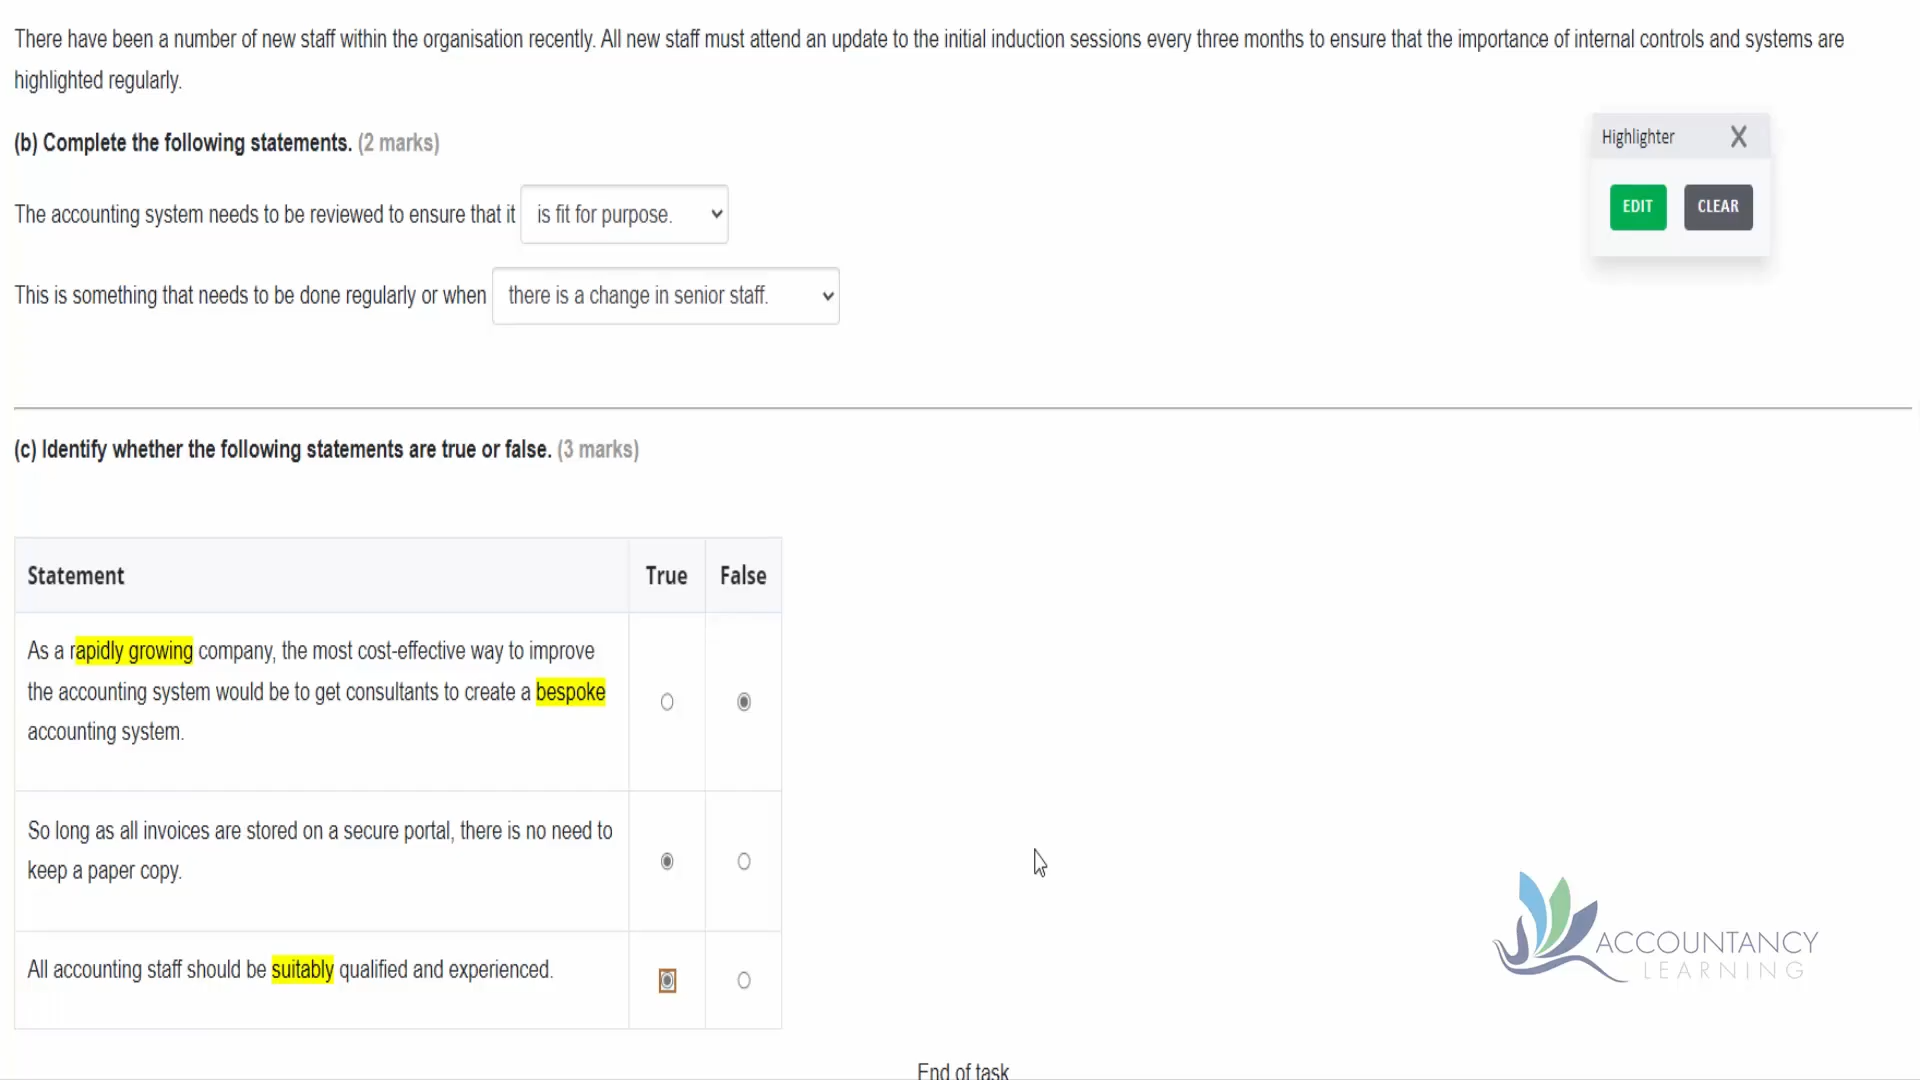 There have been a number of new staff within the organisation recently. All new staff must attend an update to the initial induction sessions every three months to ensure that the importance of internal controls and systems are
highlighted regularly.
(b) Complete the following statements. (2 marks)
Highlighter X
EDIT CLEAR
The accounting system needs to be reviewed to ensure that it is fit for purpose.
This is something that needs to be done regularly or when there is a change in senior staff.
(c) Identify whether the following statements are true or false. (3 marks)
Statement True False
As a rapidly growing company, the most cost-effective way to improve
the accounting system would be to get consultants to create a bespoke
accounting system.
So long as all invoices are stored on a secure portal, there is no need to
keep a paper copy.
All accounting staff should be suitably qualified and experienced.
ACCOUNTANCY
LEARNING
End of task